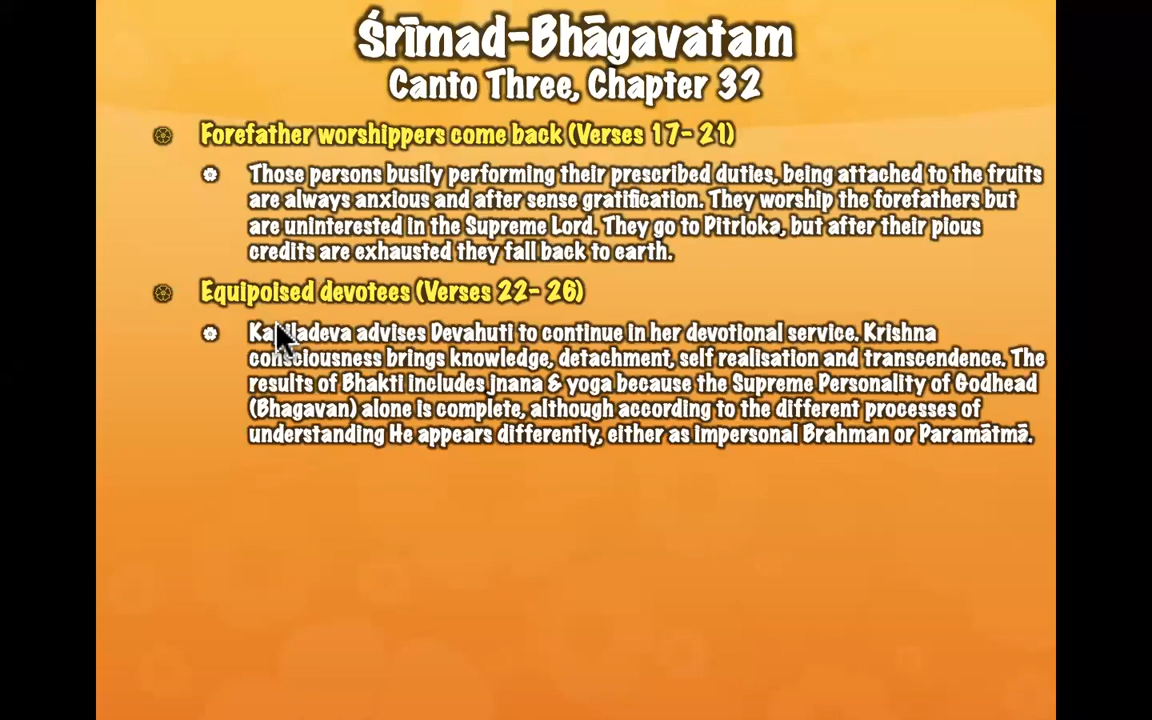 Śrīmad-Bhāgavatam
Canto Three, Chapter 32
Forefather worshippers come back (Verses 17- 21)
Those persons busily performing their prescribed duties, being attached to the fruits
are always anxious and after sense gratification. They worship the forefathers but
are uninterested in the Supreme Lord. They go to Pitrloka, but after their pious
credits are exhausted they fall back to earth.
Equipoised devotees (Verses 22- 26)
Kapiladeva advises Devahuti to continue in her devotional service. Krishna
consciousness brings knowledge, detachment, self realisation and transcendence. The
results of Bhakti includes jnana & yoga because the Supreme Personality of Godhead
(Bhagavan) alone is complete, although according to the different processes of
understanding He appears differently, either as impersonal Brahman or Paramātmā.